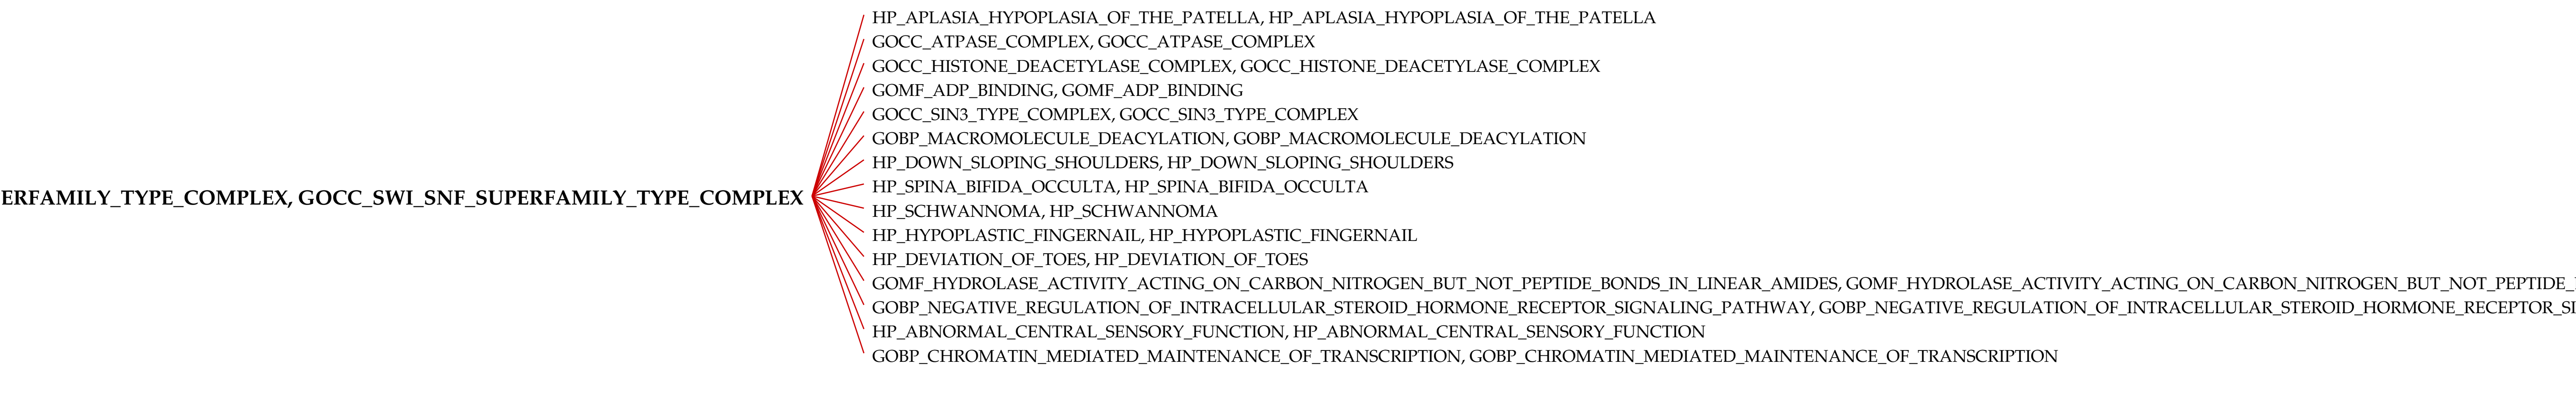 HP_APLASIA_HYPOPLASIA_OF_THE_PATELLA, HP_APLASIA_HYPOPLASIA_OF_THE_PATELLA
GOCC_ATPASE_COMPLEX, GOCC_ATPASE_COMPLEX
GOCC_HISTONE_DEACETYLASE_COMPLEX, GOCC_HISTONE_DEACETYLASE_COMPLEX
GOMF_ADP_BINDING, GOMF_ADP_BINDING
GOCC_SIN3_TYPE_COMPLEX, GOCC_SIN3_TYPE_COMPLEX
GOBP_MACROMOLECULE_DEACYLATION, GOBP_MACROMOLECULE_DEACYLATION
HP_DOWN_SLOPING_SHOULDERS, HP_DOWN_SLOPING_SHOULDERS
HP_SPINA_BIFIDA_OCCULTA, HP_SPINA_BIFIDA_OCCULTA
ERFAMILY_TYPE_COMPLEX, GOCC_SWI_SNF_SUPERFAMILY_TYPE_COMPLEX
HP_SCHWANNOMA, HP_SCHWANNOMA
HP_HYPOPLASTIC_FINGERNAIL, HP_HYPOPLASTIC_FINGERNAIL
HP_DEVIATION_OF_TOES, HP_DEVIATION_OF_TOES
GOMF_HYDROLASE_ACTIVITY_ACTING_ON_CARBON_NITROGEN_BUT_NOT_PEPTIDE_BONDS_IN_LINEAR_AMIDES, GOMF_HYDROLASE_ACTIVITY_ACTING_ON_CARBON_NITROGEN_BUT_NOT_PEPTIDE_
GOBP_NEGATIVE_REGULATION_OF_INTRACELLULAR_STEROID_HORMONE_RECEPTOR_SIGNALING_PATHWAY, GOBP_NEGATIVE_REGULATION_OF_INTRACELLULAR_STEROID_HORMONE_RECEPTOR_SI
HP_ABNORMAL_CENTRAL_SENSORY_FUNCTION, HP_ABNORMAL_CENTRAL_SENSORY_FUNCTION
GOBP_CHROMATIN_MEDIATED_MAINTENANCE_OF_TRANSCRIPTION, GOBP_CHROMATIN_MEDIATED_MAINTENANCE_OF_TRANSCRIPTION